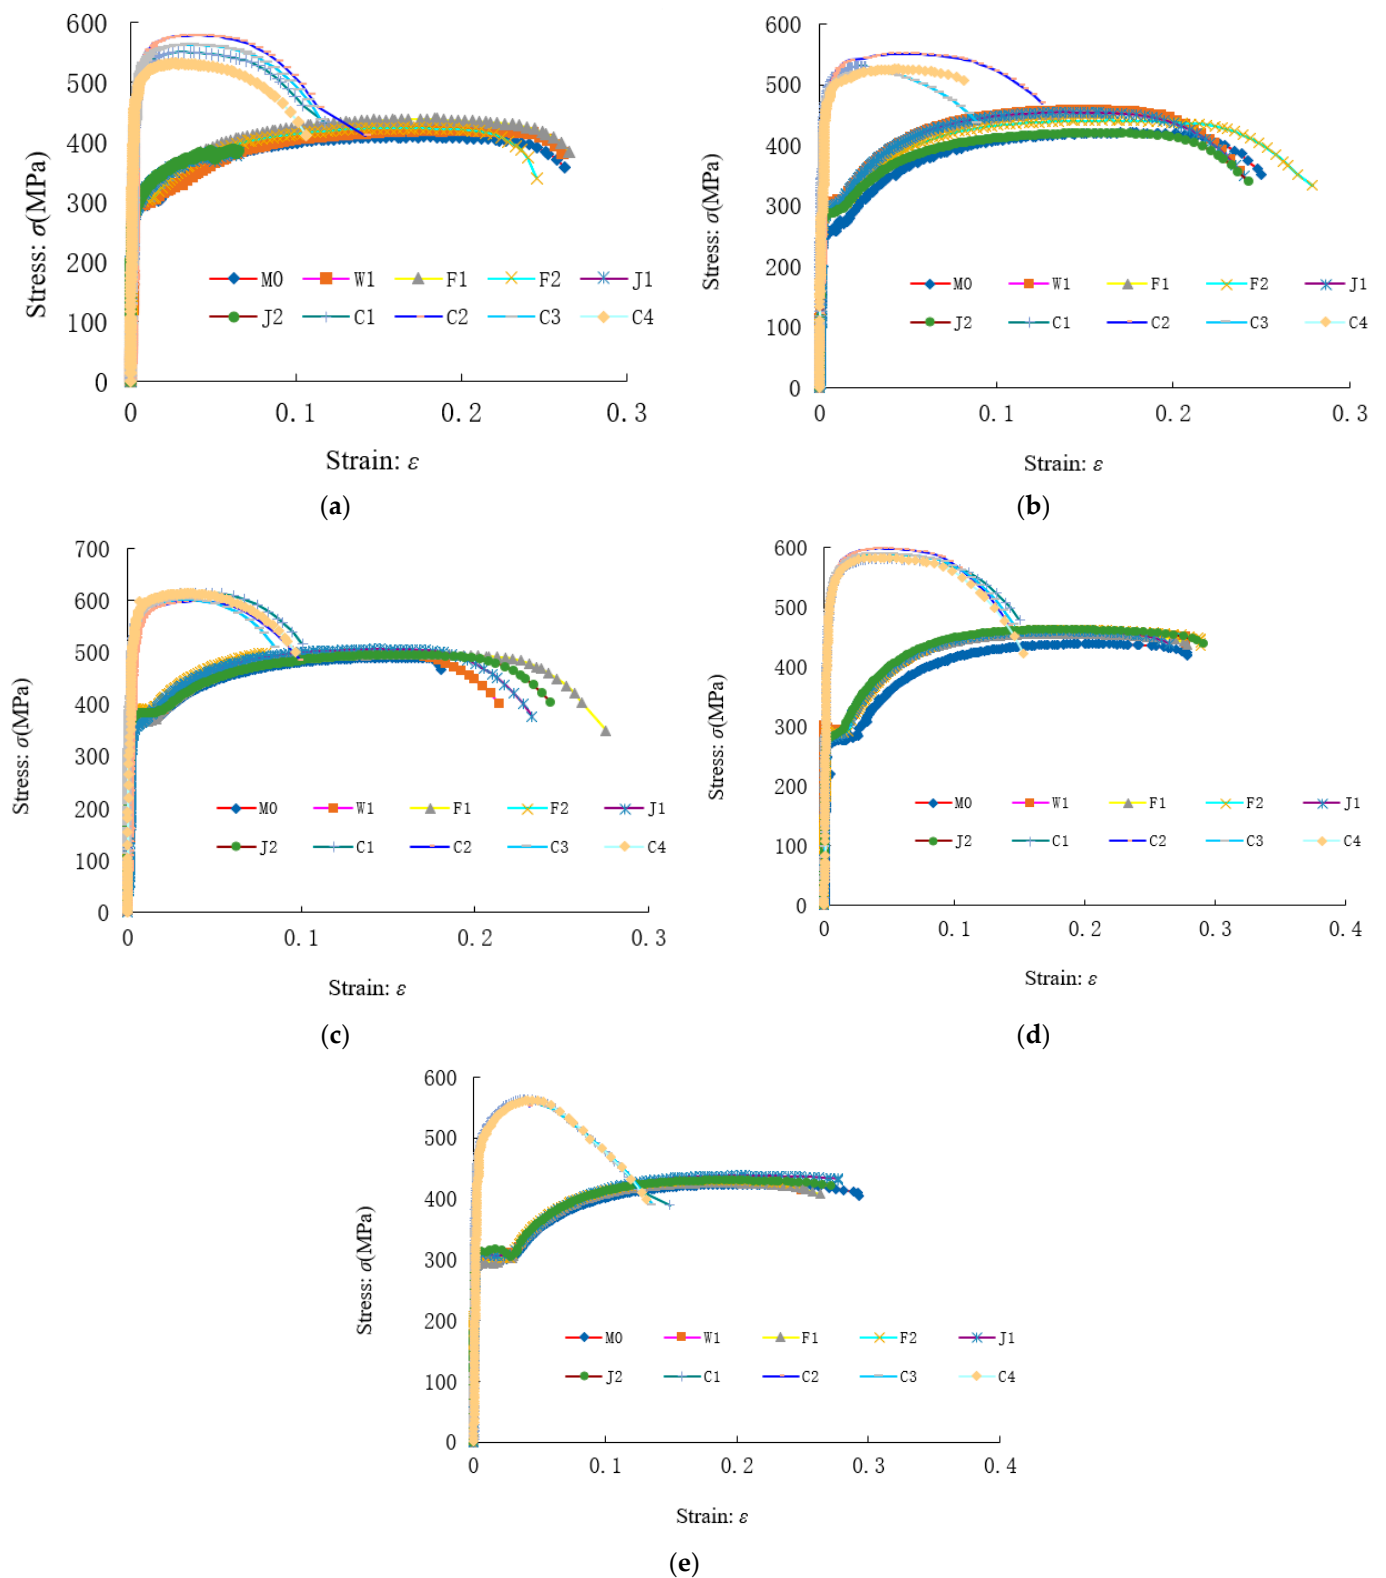 600
500
400
300
200
100
0
0 0.1 0.2 0.3
Stress: σ(MPa)
M0 W1 F1 F2 J1
J2 C1 C2 C3 C4
Strain: ε
(a)
600
500
400
300
200
100
0
0 0.1 0.2 0.3
Stress: σ(MPa)
M0 W1 F1 F2 J1
J2 C1 C2 C3 C4
Strain: ε
(b)
700
600
500
400
300
200
100
0
0 0.1 0.2 0.3
Stress: σ(MPa)
M0 W1 F1 F2 J1
J2 C1 C2 C3 C4
Strain: ε
(c)
600
500
400
300
200
100
0
0 0.1 0.2 0.3 0.4
Stress: σ(MPa)
M0 W1 F1 F2 J1
J2 C1 C2 C3 C4
Strain: ε
(d)
600
500
400
300
200
100
0
0 0.1 0.2 0.3 0.4
Stress: σ(MPa)
M0 W1 F1 F2 J1
J2 C1 C2 C3 C4
Strain: ε
(e)